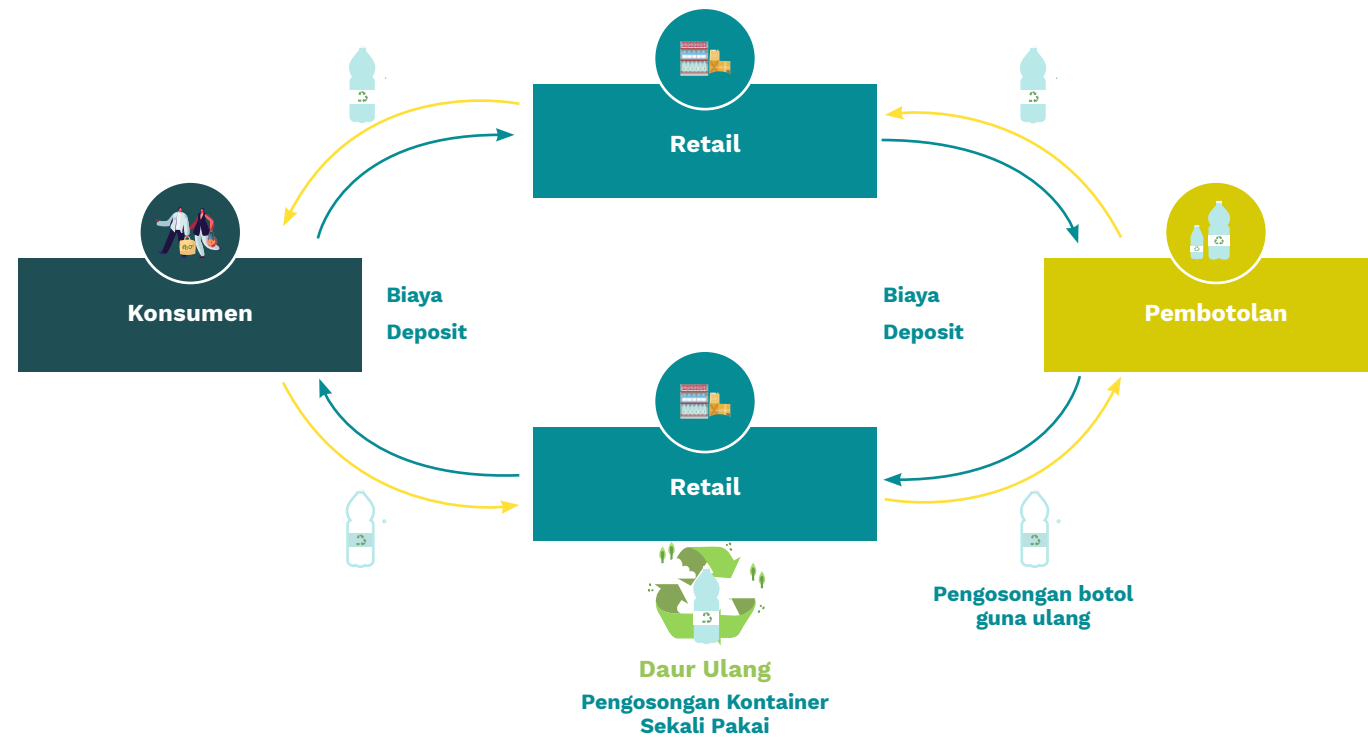 Retail
Konsumen
Biaya
Deposit
Biaya
Deposit
Pembotolan
Retail
Pengosongan botol
guna ulang
Daur Ulang
Pengosongan Kontainer
Sekali Pakai